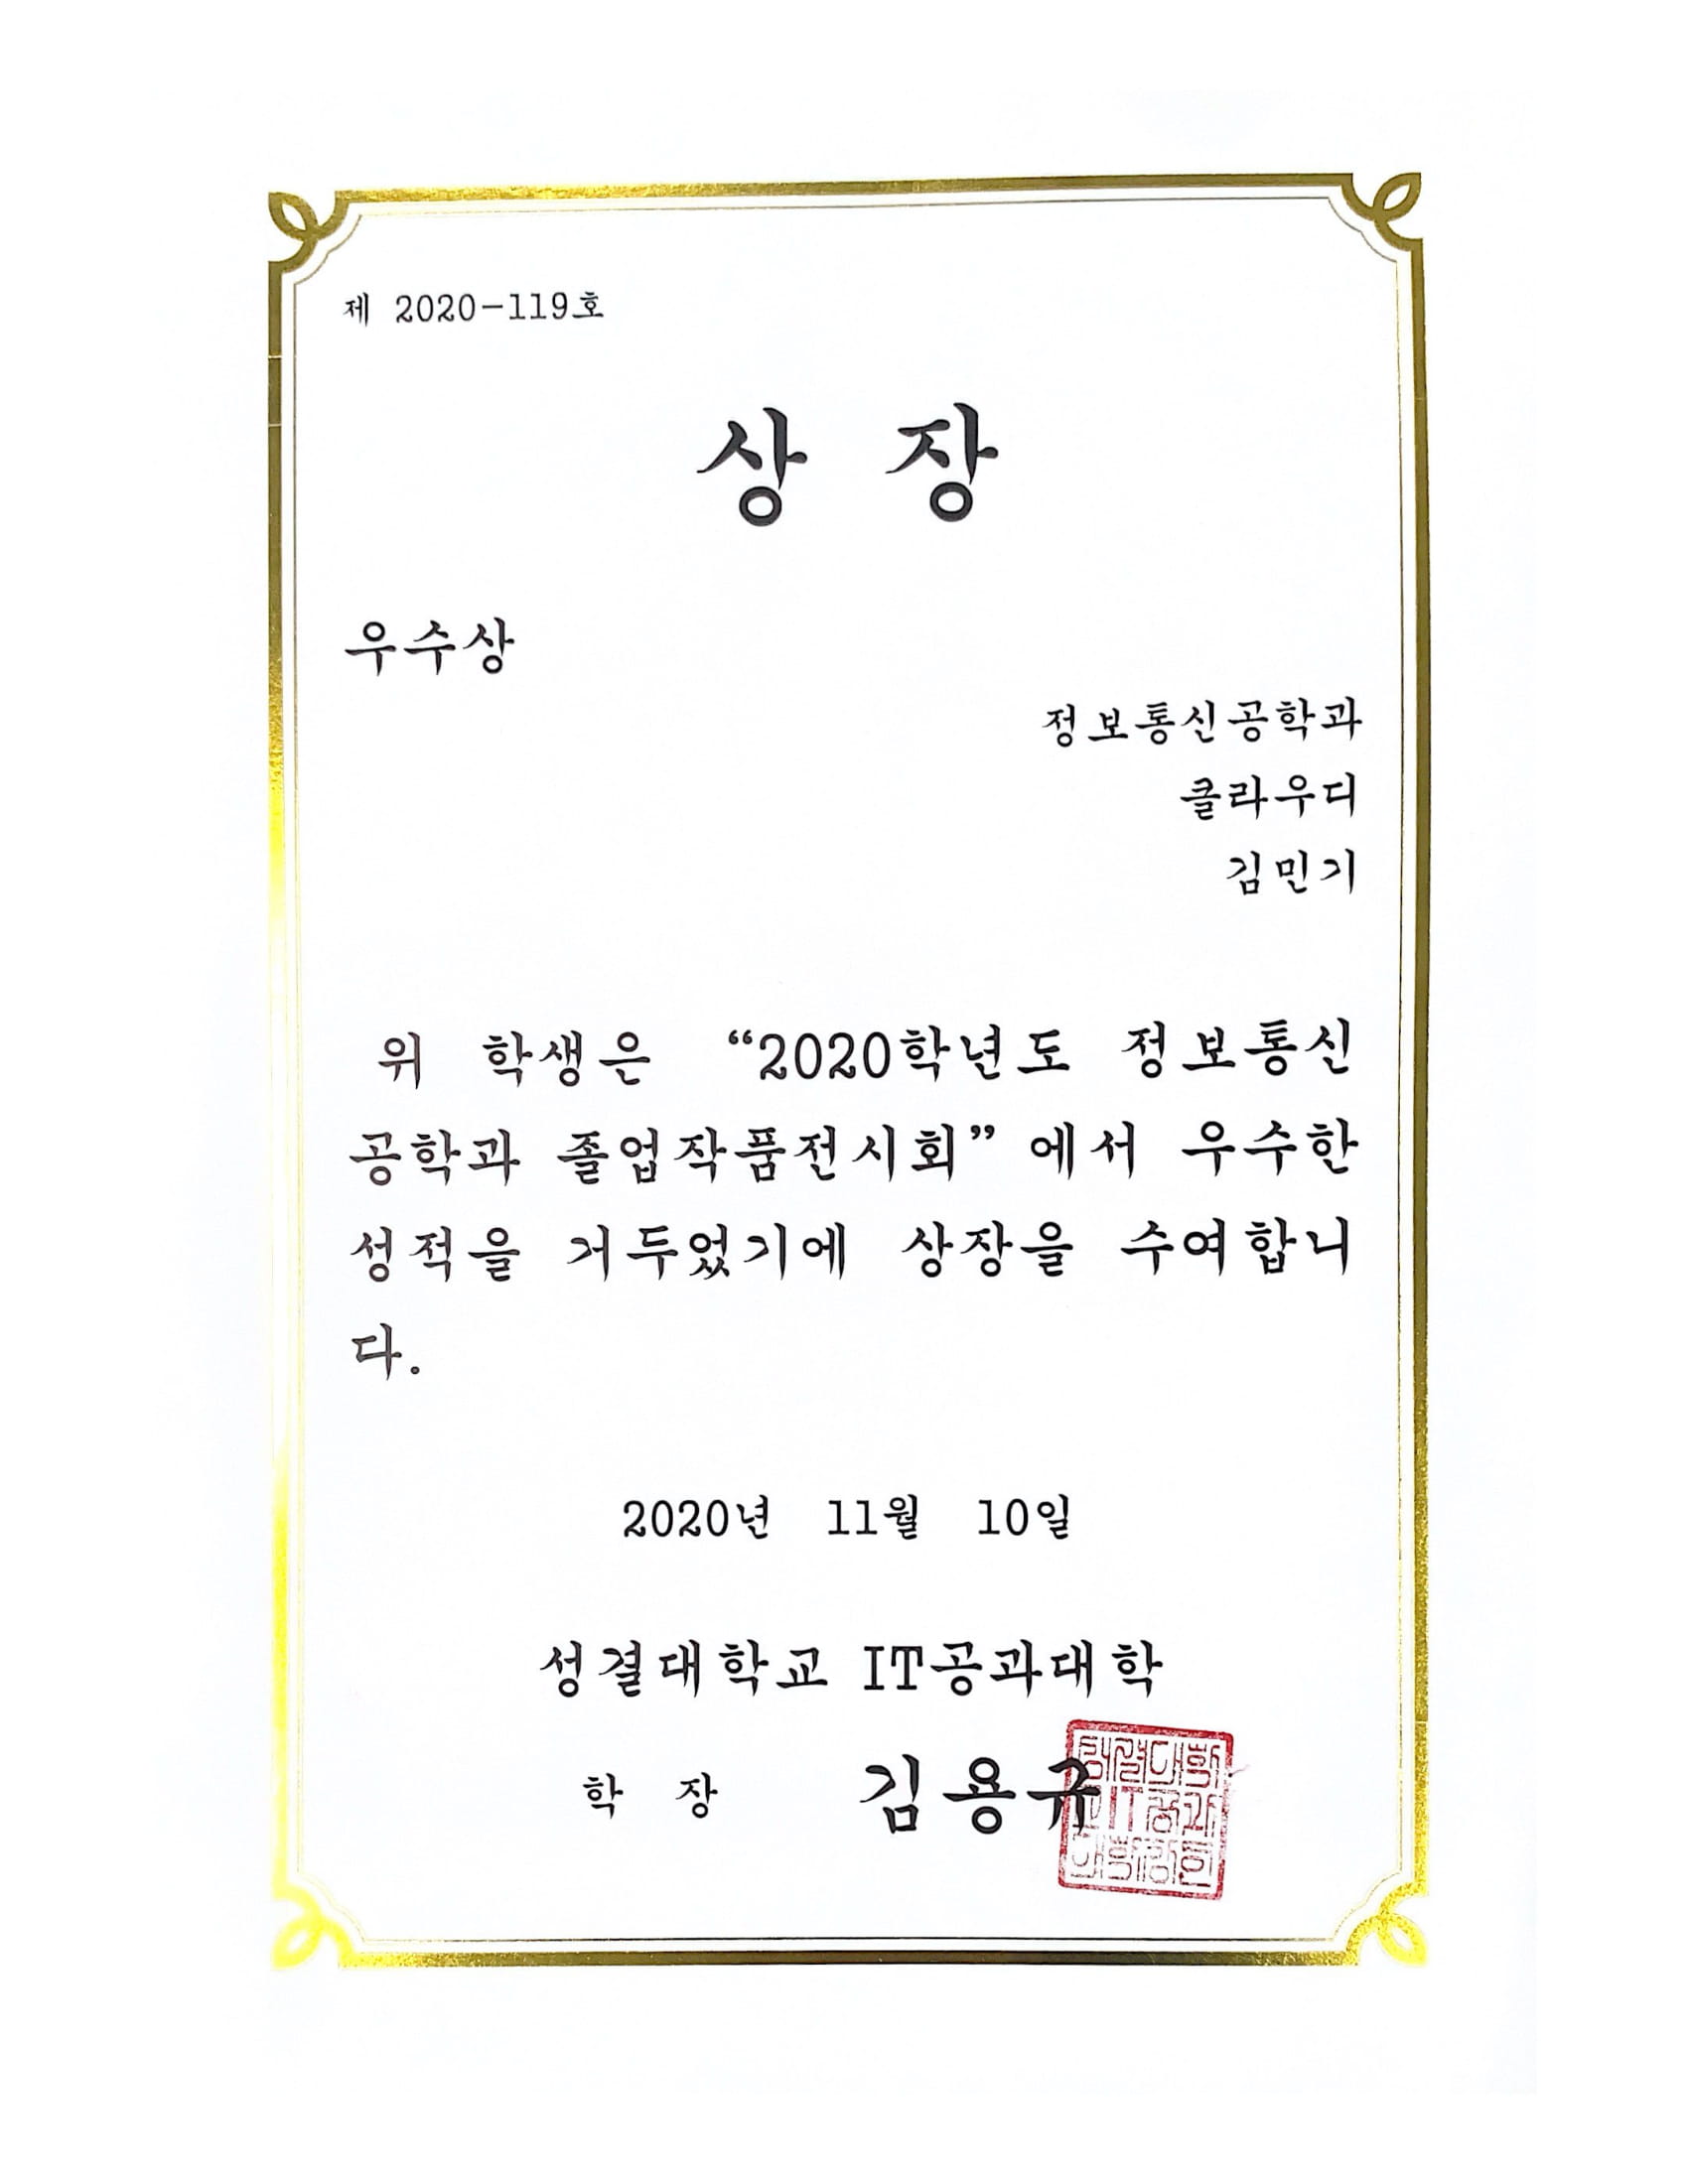 제 2020-119호
상 장
우수상
정보통신공학과
클라우디
김민기
위 학생은 “2020학년도 정보통신
공학과 졸업작품전시회” 에서 우수한
성적을 거두었기에 상장을 수여합니
다.
2020년 11월 10일
성결대학교 IT공과대학
학 장 김용규
성결대학
교IT공과
대학장인